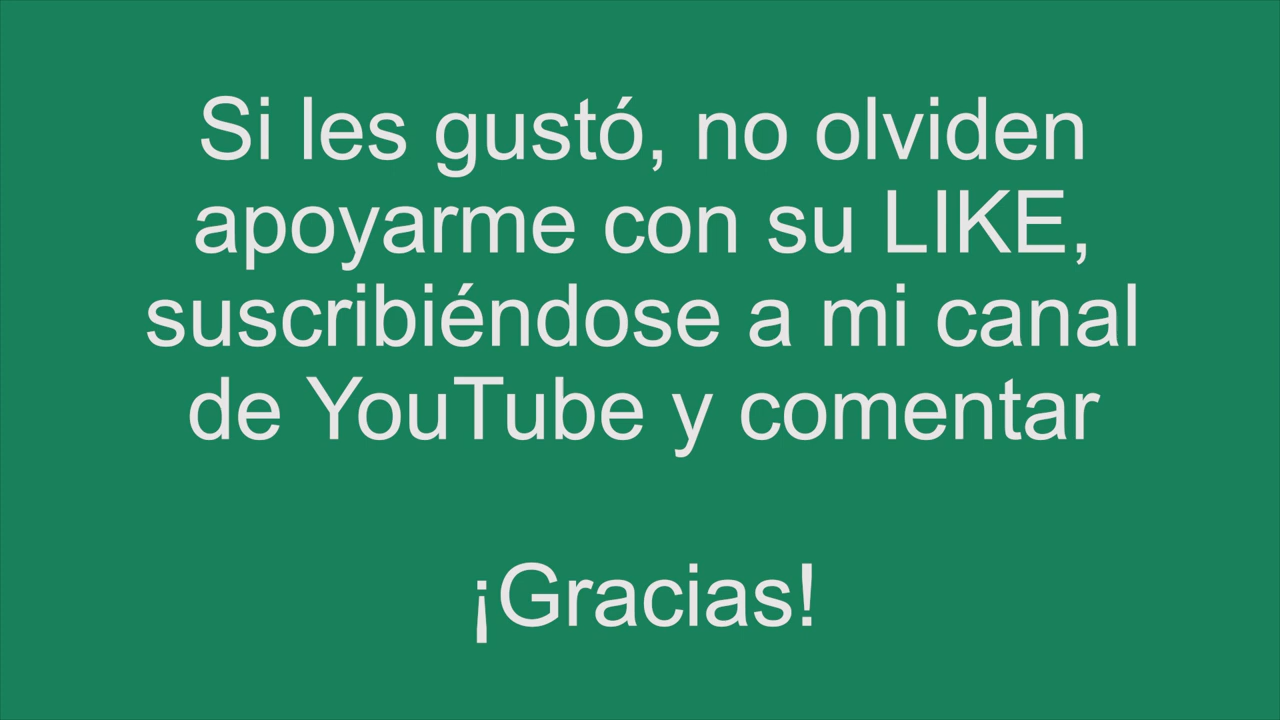 Si les gustó, no olviden
apoyarme con su LIKE,
suscribiéndose a mi canal
de YouTube y comentar
¡Gracias!